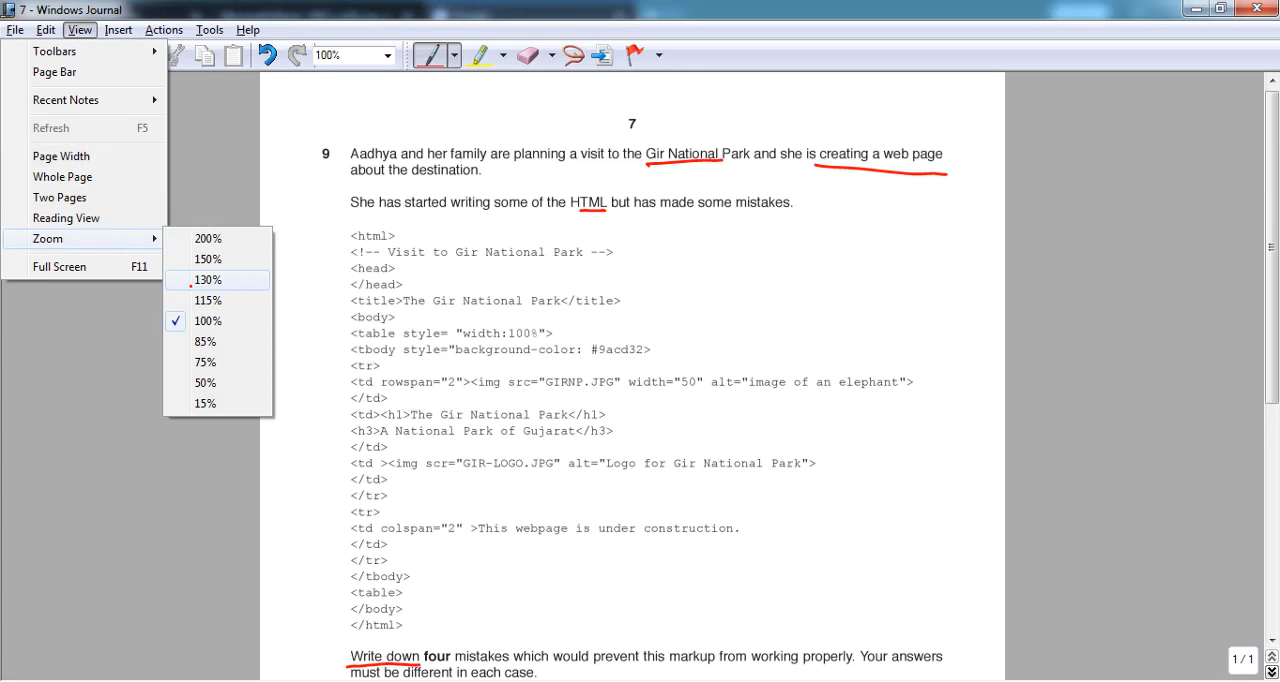 7 - Windows Journal
File Edit View Insert Actions Tools Help
Toolbars
Page Bar
Recent Notes
Refresh F5
Page Width
Whole Page
Two Pages
Reading View
Zoom
Full Screen F11
200%
150%
130%
115%
100%
85%
75%
50%
15%
100%
7
9 Aadhya and her family are planning a visit to the Gir National Park and she is creating a web page
about the destination.
She has started writing some of the HTML but has made some mistakes.
<html>
<!-- Visit to Gir National Park -->
<head>
</head>
<title>The Gir National Park</title>
<body>
<table style= "width:100%">
<tbody style="background-color: #9acd32>
<tr>
<td rowspan="2"><img src="GIRNP.JPG" width="50" alt="image of an elephant">
</td>
<td><h1>The Gir National Park</h1>
<h3>A National Park of Gujarat</h3>
</td>
<td ><img scr="GIR-LOGO.JPG" alt="Logo for Gir National Park">
</td>
</tr>
<tr>
<td colspan="2" >This webpage is under construction.
</td>
</tr>
</tbody>
<table>
</body>
</html>
Write down four mistakes which would prevent this markup from working properly. Your answers
must be different in each case.
1 / 1